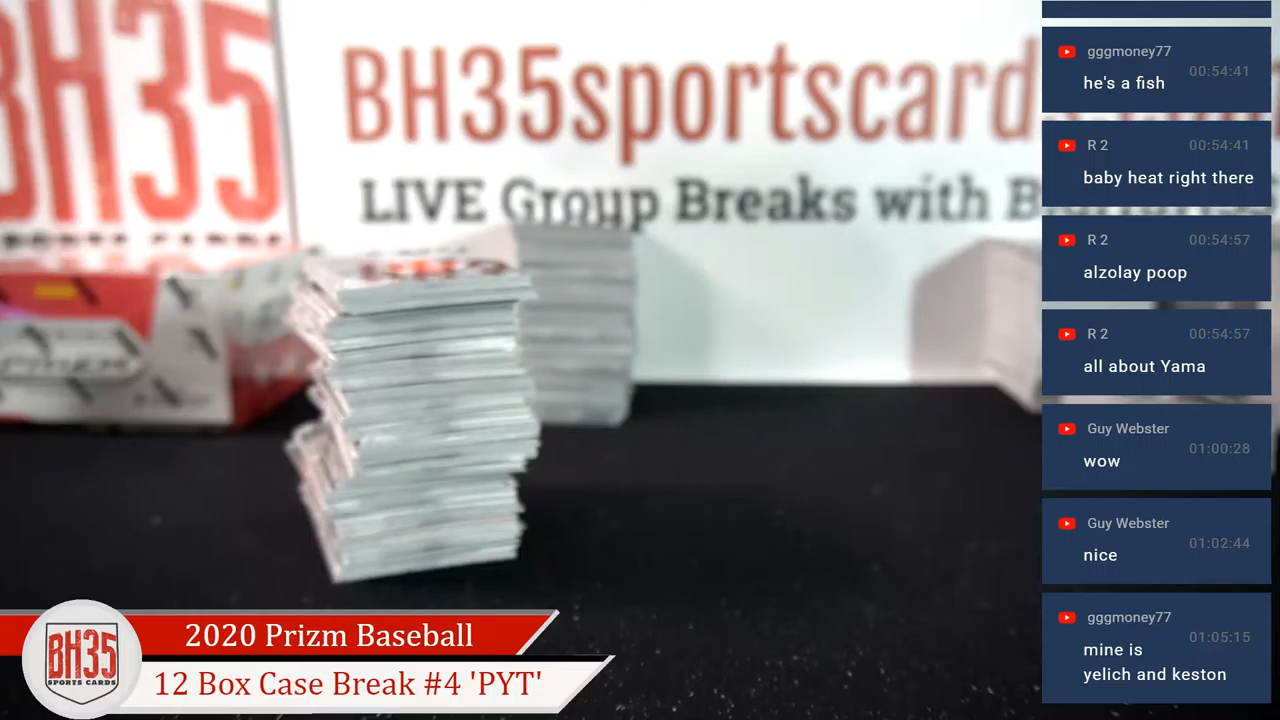 BH35
BH35sportscard
LIVE Group Breaks with
PRIZM
gggmoney77
00:54:41
he's a fish
R 2
00:54:41
baby heat right there
R 2
00:54:57
alzolay poop
R 2
00:54:57
all about Yama
Guy Webster
01:00:28
wow
Guy Webster
01:02:44
nice
gggmoney77
01:05:15
mine is
yelich and keston
BH35
SPORTS CARDS
2020 Prizm Baseball
12 Box Case Break #4 'PYT'